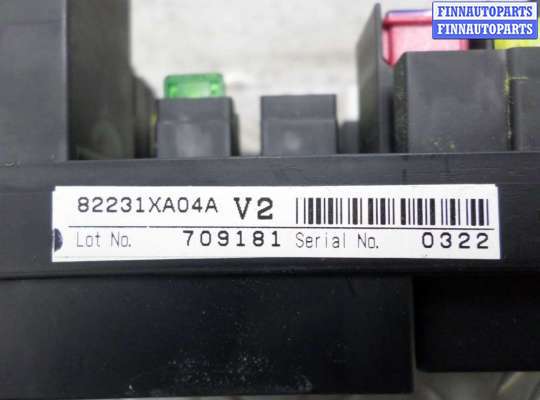 FINNAUTOPARTS
FINNAUTOPARTS
82231XA04A V2
Lot No. 709181 Serial No. 0322